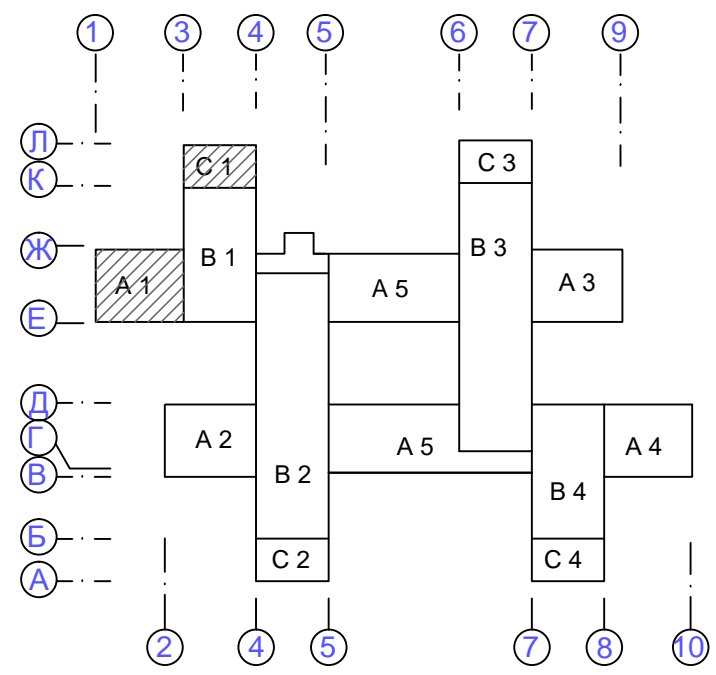 1 3 4 5 6 7 9
Л
С 1 С 3
К
Ж
В 1 В 3
А 1 А 5 А 3
Е
Д
Г
А 2 А 5 А 4
В
В 2 В 4
Б
С 2 С 4
А
2 4 5 7 8 10